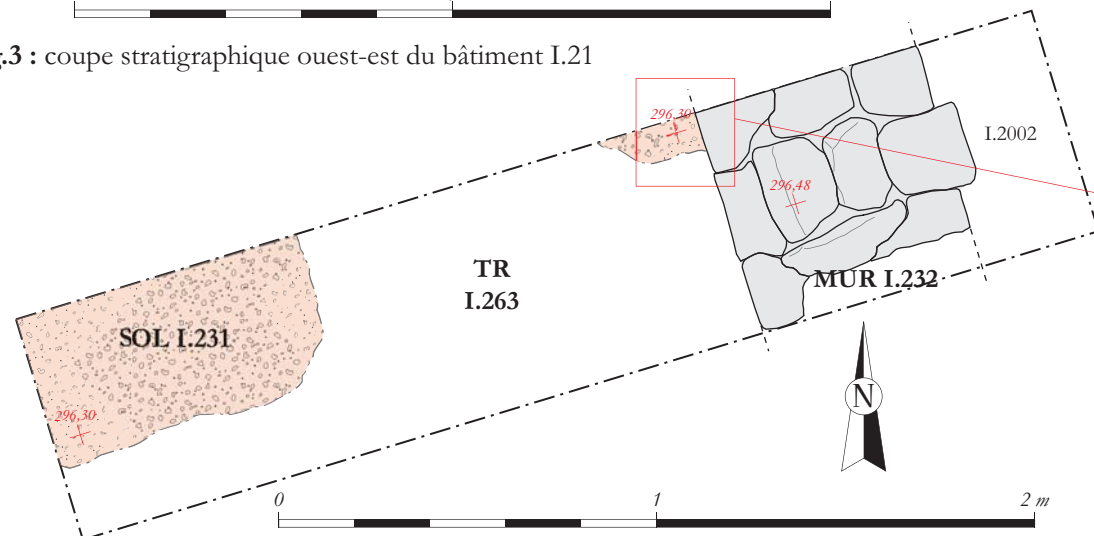 g.3 : coupe stratigraphique ouest-est du bâtiment I.21
296,30
I.2002
296,48
TR
I.263
MUR I.232
SOL I.231
296,30
N
0 1 2 m